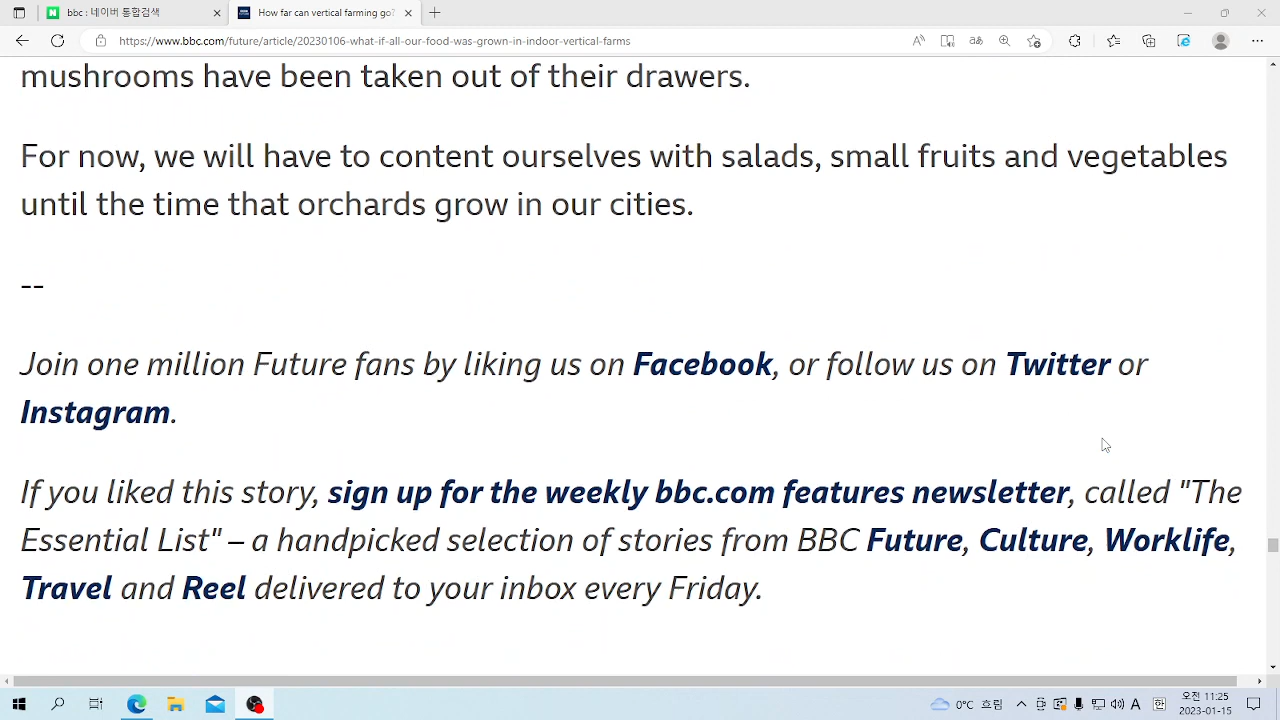 bbc : 네이버 통합검색
How far can vertical farming go?
https://www.bbc.com/future/article/20230106-what-if-all-our-food-was-grown-in-indoor-vertical-farms
mushrooms have been taken out of their drawers.
For now, we will have to content ourselves with salads, small fruits and vegetables
until the time that orchards grow in our cities.
--
Join one million Future fans by liking us on Facebook, or follow us on Twitter or
Instagram.
If you liked this story, sign up for the weekly bbc.com features newsletter, called "The
Essential List" – a handpicked selection of stories from BBC Future, Culture, Worklife,
Travel and Reel delivered to your inbox every Friday.
0°C 흐림
A
오전 11:25
2023-01-15